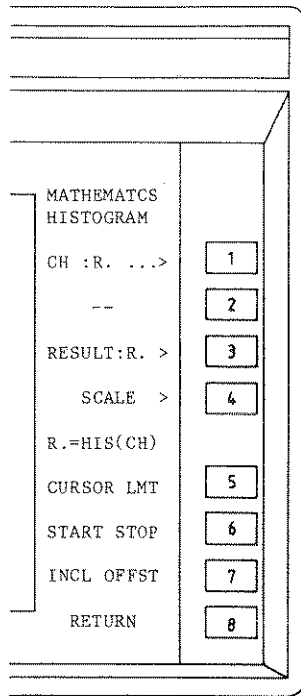 MATHEMATCS
HISTOGRAM
CH :R. ...> 1
-- 2
RESULT:R. > 3
SCALE > 4
R.=HIS(CH)
CURSOR LMT 5
START STOP 6
INCL OFFST 7
RETURN 8